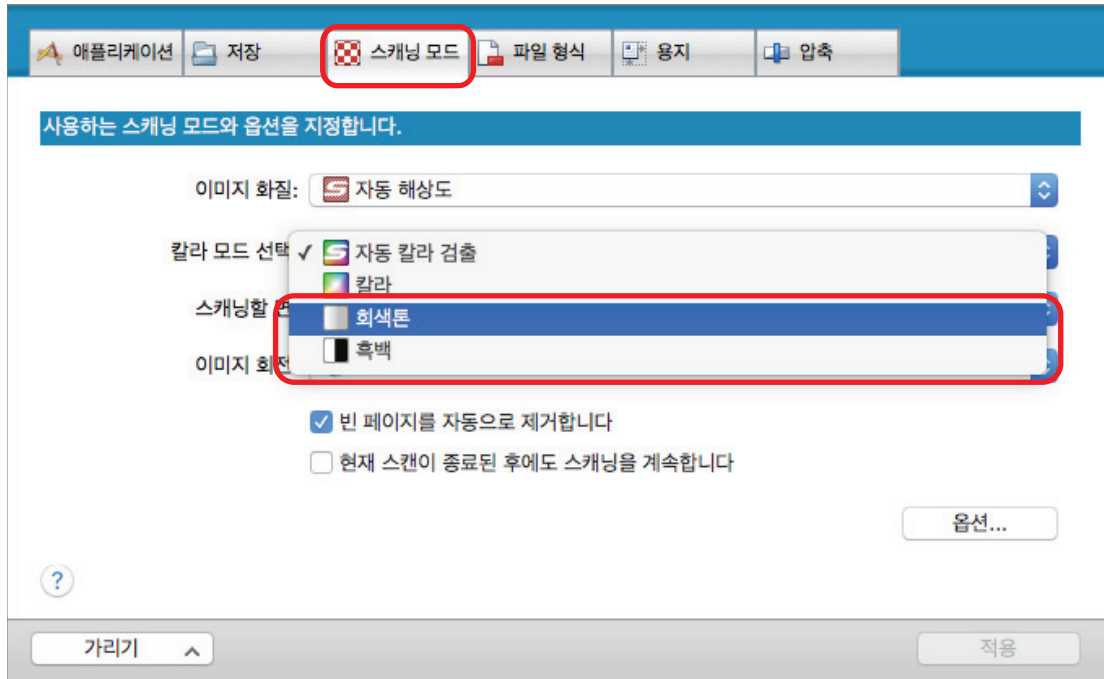 애플리케이션 저장 스캐닝 모드 파일 형식 용지 압축
사용하는 스캐닝 모드와 옵션을 지정합니다.
이미지 화질: 자동 해상도
칼라 모드 선택 ✓ 자동 칼라 검출
칼라
스캐닝할
회색톤
흑백
이미지 회전
빈 페이지를 자동으로 제거합니다
현재 스캔이 종료된 후에도 스캐닝을 계속합니다
옵션...
?
가리기 적용